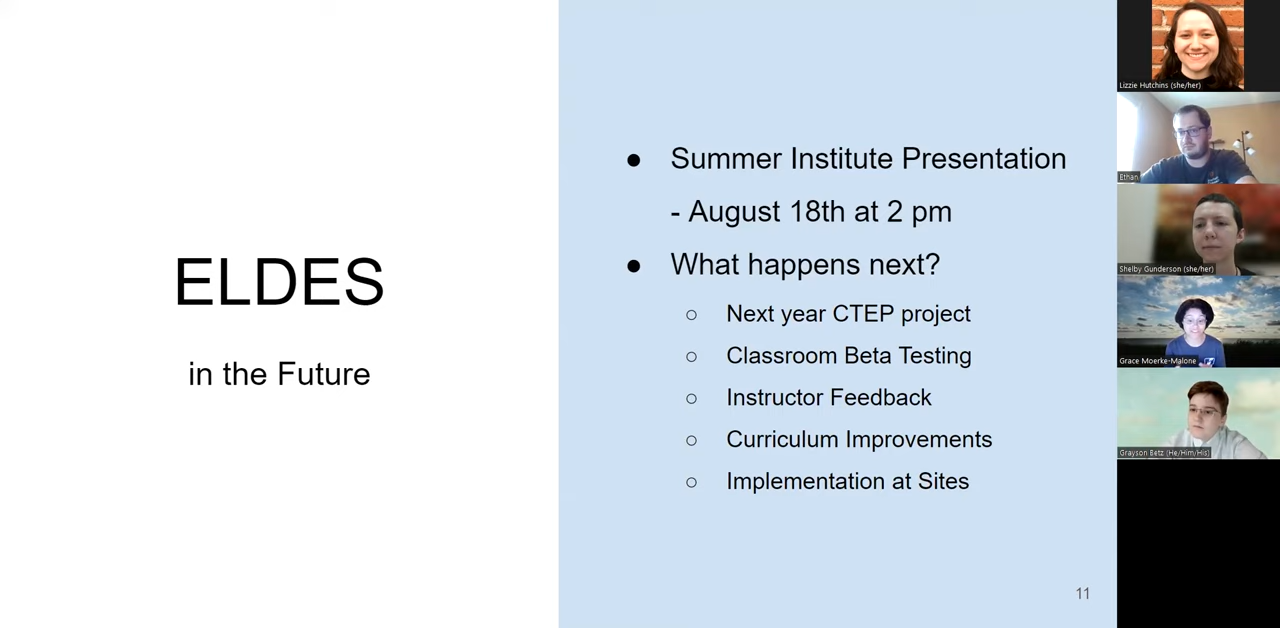 ELDES
in the Future
● Summer Institute Presentation
- August 18th at 2 pm
● What happens next?
○ Next year CTEP project
○ Classroom Beta Testing
○ Instructor Feedback
○ Curriculum Improvements
○ Implementation at Sites
11
Lizzie Hutchins (she/her)
Ethan
Shelby Gunderson (she/her)
Grace Moerke-Malone
Grayson Betz (He/Him/His)